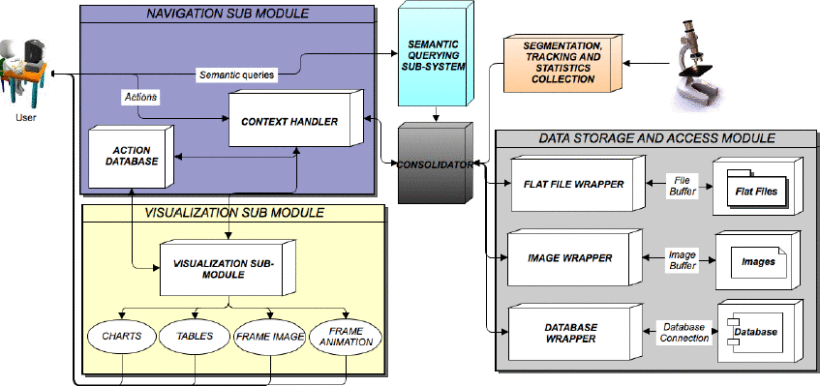 NAVIGATION SUB MODULE
User
Semantic queries
Actions
CONTEXT HANDLER
ACTION
DATABASE
SEMANTIC
QUERYING
SUB-SYSTEM
SEGMENTATION,
TRACKING AND
STATISTICS
COLLECTION
CONSOLIDATOR
DATA STORAGE AND ACCESS MODULE
FLAT FILE WRAPPER
File
Buffer
Flat Files
IMAGE WRAPPER
Image
Buffer
Images
DATABASE
WRAPPER
Database
Connection
Database
VISUALIZATION SUB MODULE
VISUALIZATION SUB-
MODULE
CHARTS
TABLES
FRAME IMAGE
FRAME
ANIMATION